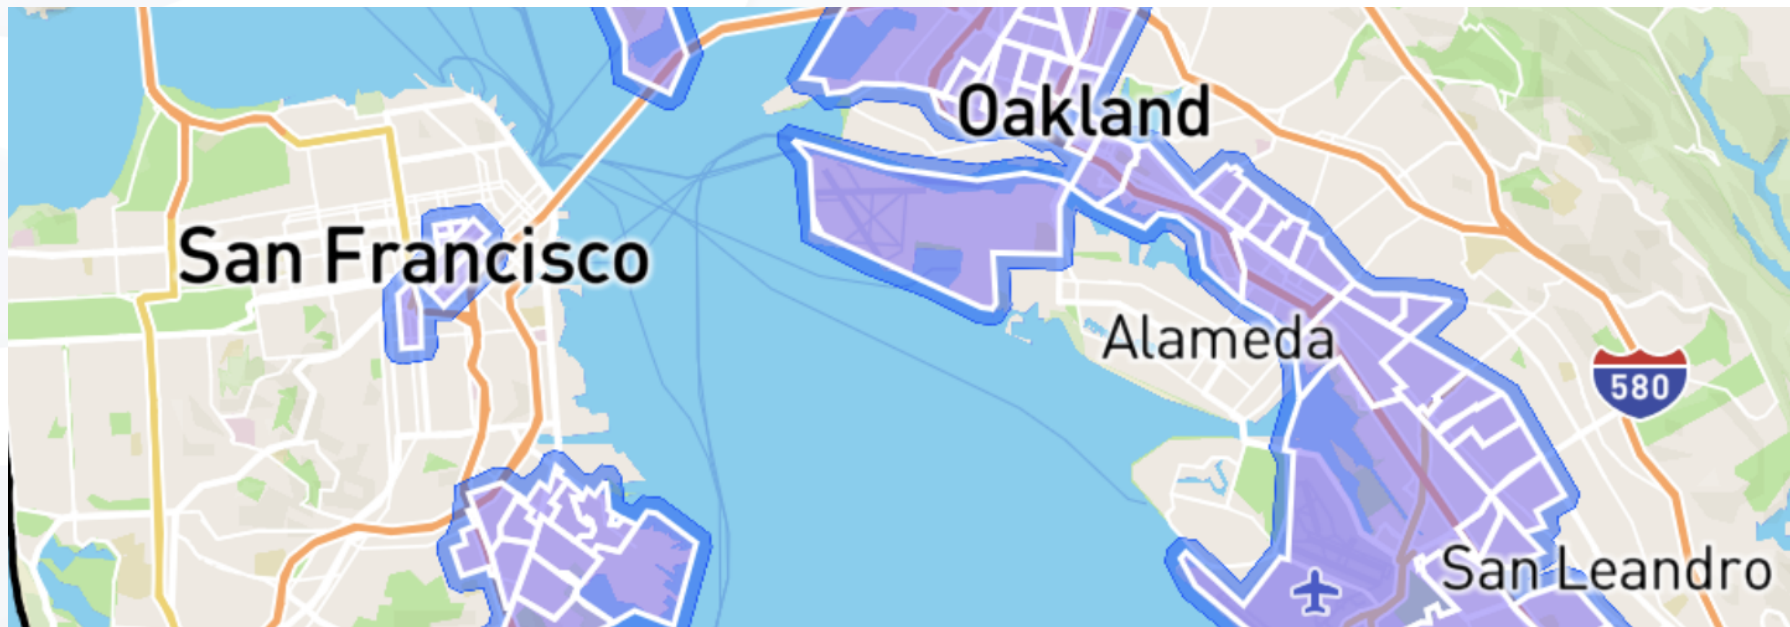 Oakland
San Francisco
Alameda
580
San Leandro